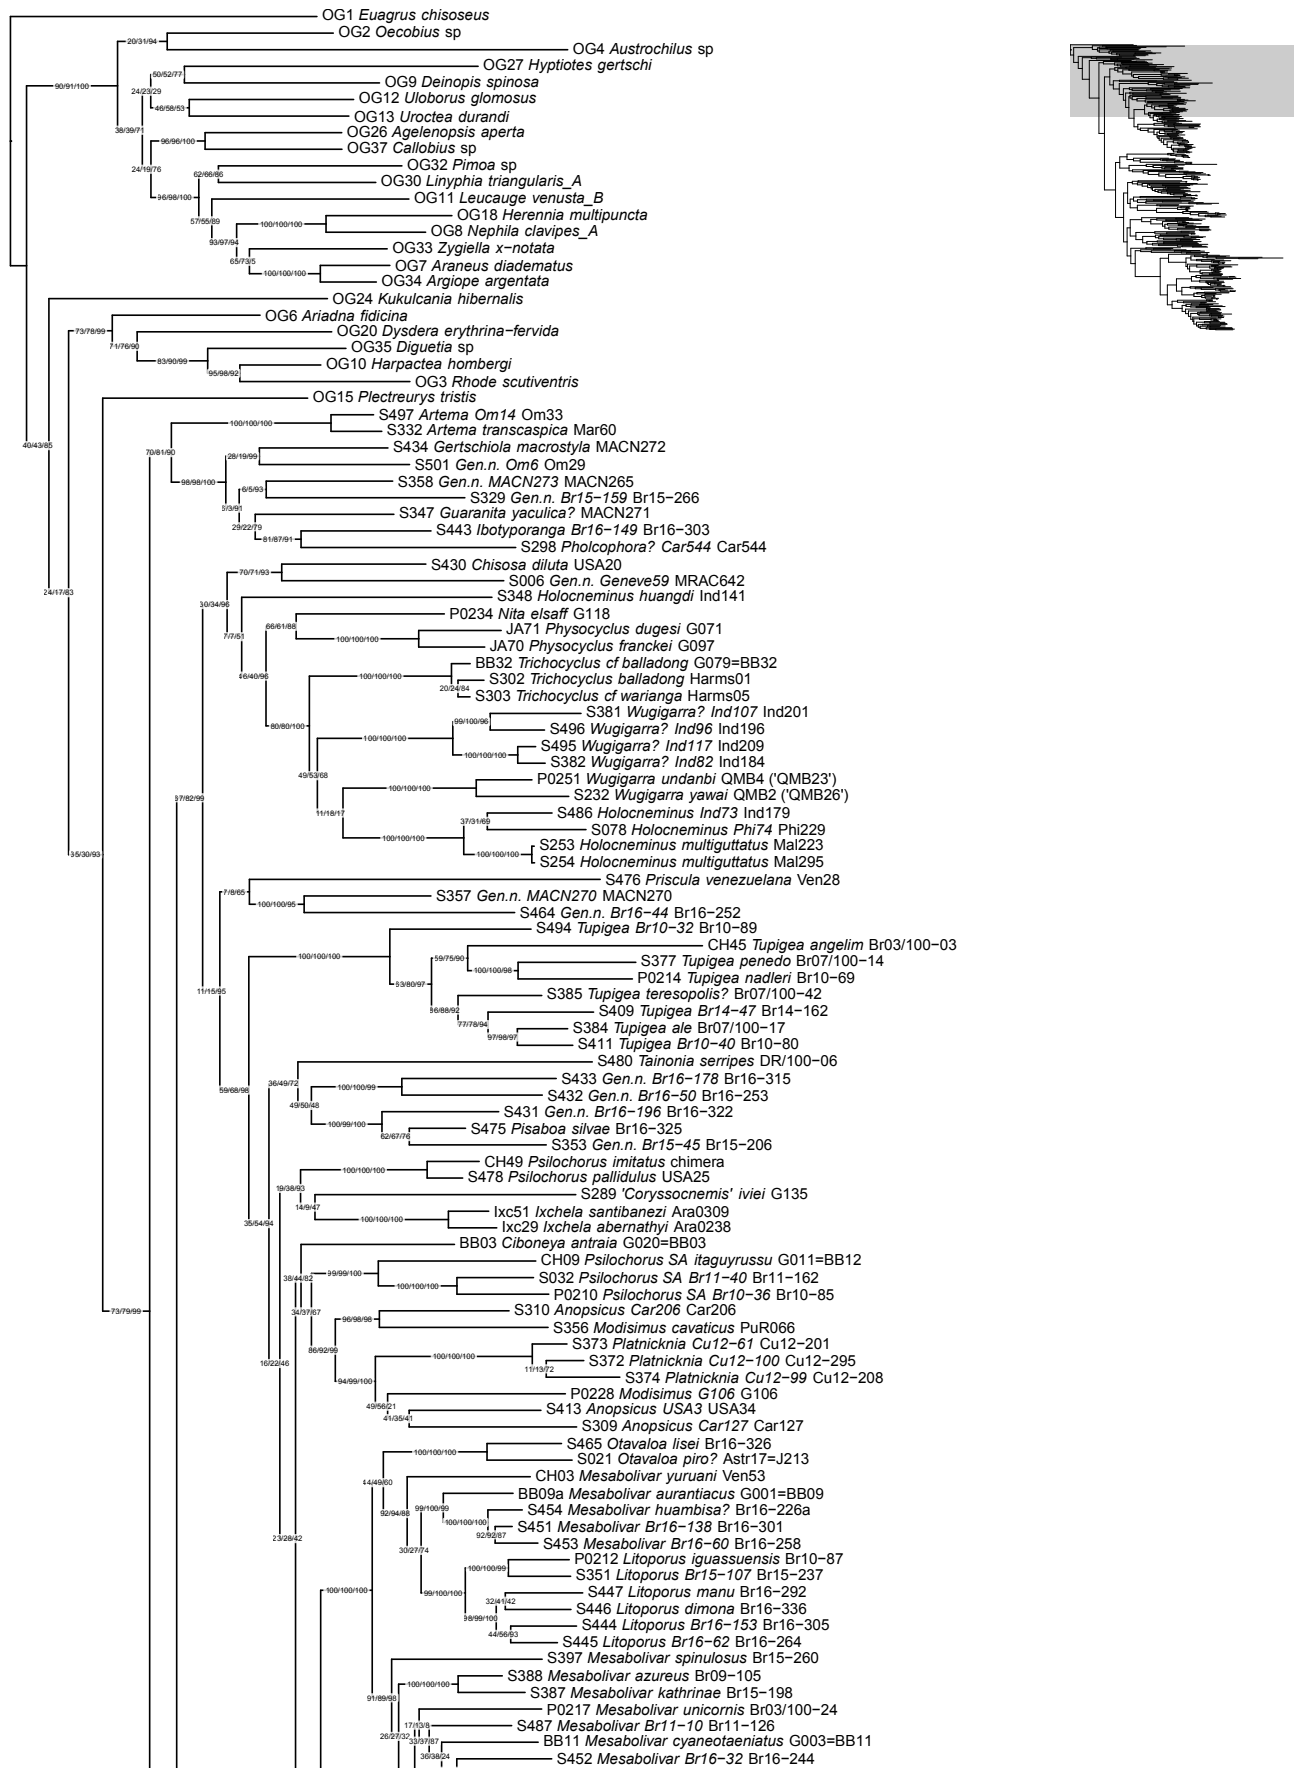 OG1 Euagrus chisoseus
OG2 Oecobius sp
20/31/94
OG4 Austrochilus sp
OG27 Hyptiotes gertschi
50/52/77
OG9 Deinopis spinosa
90/91/100
24/23/29
OG12 Uloborus glomosus
46/58/53
OG13 Uroctea durandi
38/39/71
OG26 Agelenopsis aperta
96/96/100
OG37 Callobius sp
OG32 Pimoa sp
24/19/76
62/66/86
OG30 Linyphia triangularis_A
96/98/100
OG11 Leucauge venusta_B
OG18 Herennia multipuncta
57/55/89
100/100/100
OG8 Nephila clavipes_A
93/97/94
OG33 Zygiella x−notata
65/73/5
OG7 Araneus diadematus
100/100/100
OG34 Argiope argentata
OG24 Kukulcania hibernalis
OG6 Ariadna fidicina
73/78/99
OG20 Dysdera erythrina−fervida
71/76/90
OG35 Diguetia sp
83/90/99
OG10 Harpactea hombergi
95/98/92
OG3 Rhode scutiventris
OG15 Plectreurys tristis
S497 Artema Om14 Om33
100/100/100
S332 Artema transcaspica Mar60
40/43/85
S434 Gertschiola macrostyla MACN272
70/81/90
28/19/99
S501 Gen.n. Om6 Om29
98/98/100
S358 Gen.n. MACN273 MACN265
6/5/93
S329 Gen.n. Br15−159 Br15−266
S347 Guaranita yaculica? MACN271
29/22/79
S443 Ibotyporanga Br16−149 Br16−303
81/87/91
S298 Pholcophora? Car544 Car544
S430 Chisosa diluta USA20
70/71/93
S006 Gen.n. Geneve59 MRAC642
24/17/83
S348 Holocneminus huangdi Ind141
30/34/96
P0234 Nita elsaff G118
66/61/88
JA71 Physocyclus dugesi G071
7/7/51
100/100/100
JA70 Physocyclus franckei G097
BB32 Trichocyclus cf balladong G079=BB32
46/40/96
100/100/100
S302 Trichocyclus balladong Harms01
20/24/84
S303 Trichocyclus cf warianga Harms05
S381 Wugigarra? Ind107 Ind201
99/100/96
80/80/100
S496 Wugigarra? Ind96 Ind196
100/100/100
S495 Wugigarra? Ind117 Ind209
100/100/100
S382 Wugigarra? Ind82 Ind184
49/53/68
P0251 Wugigarra undanbi QMB4 ('QMB23')
100/100/100
S232 Wugigarra yawai QMB2 ('QMB26')
37/82/99
11/18/17
S486 Holocneminus Ind73 Ind179
37/31/69
S078 Holocneminus Phi74 Phi229
100/100/100
S253 Holocneminus multiguttatus Mal223
35/30/93
100/100/100
S254 Holocneminus multiguttatus Mal295
S476 Priscula venezuelana Ven28
7/8/65
S357 Gen.n. MACN270 MACN270
100/100/95
S464 Gen.n. Br16−44 Br16−252
S494 Tupigea Br10−32 Br10−89
100/100/100
CH45 Tupigea angelim Br03/100−03
59/75/90
S377 Tupigea penedo Br07/100−14
100/100/98
P0214 Tupigea nadleri Br10−69
53/80/97
11/15/95
S385 Tupigea teresopolis? Br07/100−42
86/88/92
S409 Tupigea Br14−47 Br14−162
77/78/94
S384 Tupigea ale Br07/100−17
97/98/97
S411 Tupigea Br10−40 Br10−80
S480 Tainonia serripes DR/100−06
S433 Gen.n. Br16−178 Br16−315
36/49/72
100/100/99
59/68/98
S432 Gen.n. Br16−50 Br16−253
49/50/48
S431 Gen.n. Br16−196 Br16−322
100/99/100
S475 Pisaboa silvae Br16−325
62/67/76
S353 Gen.n. Br15−45 Br15−206
CH49 Psilochorus imitatus chimera
100/100/100
S478 Psilochorus pallidulus USA25
19/38/93
S289 'Coryssocnemis' iviei G135
14/9/47
Ixc51 Ixchela santibanezi Ara0309
100/100/100
35/54/94
Ixc29 Ixchela abernathyi Ara0238
BB03 Ciboneya antraia G020=BB03
CH09 Psilochorus SA itaguyrussu G011=BB12
99/99/100
38/44/82
S032 Psilochorus SA Br11−40 Br11−162
100/100/100
P0210 Psilochorus SA Br10−36 Br10−85
73/79/99
34/37/67
S310 Anopsicus Car206 Car206
96/98/98
S356 Modisimus cavaticus PuR066
S373 Platnicknia Cu12−61 Cu12−201
86/92/99
100/100/100
16/22/46
S372 Platnicknia Cu12−100 Cu12−295
11/13/72
S374 Platnicknia Cu12−99 Cu12−208
94/99/100
P0228 Modisimus G106 G106
49/56/21
S413 Anopsicus USA3 USA34
41/35/41
S309 Anopsicus Car127 Car127
S465 Otavaloa lisei Br16−326
100/100/100
S021 Otavaloa piro? Astr17=J213
CH03 Mesabolivar yuruani Ven53
44/49/60
BB09a Mesabolivar aurantiacus G001=BB09
92/94/88
99/100/99
S454 Mesabolivar huambisa? Br16−226a
100/100/100
S451 Mesabolivar Br16−138 Br16−301
92/92/87
23/28/42
S453 Mesabolivar Br16−60 Br16−258
30/27/74
P0212 Litoporus iguassuensis Br10−87
100/100/99
S351 Litoporus Br15−107 Br15−237
100/100/100
99/100/100
S447 Litoporus manu Br16−292
32/41/42
S446 Litoporus dimona Br16−336
98/99/100
S444 Litoporus Br16−153 Br16−305
44/56/93
S445 Litoporus Br16−62 Br16−264
S397 Mesabolivar spinulosus Br15−260
S388 Mesabolivar azureus Br09−105
100/100/100
S387 Mesabolivar kathrinae Br15−198
91/89/98
P0217 Mesabolivar unicornis Br03/100−24
17/13/8
S487 Mesabolivar Br11−10 Br11−126
26/27/32
33/37/87
BB11 Mesabolivar cyaneotaeniatus G003=BB11
36/38/24
S452 Mesabolivar Br16−32 Br16−244